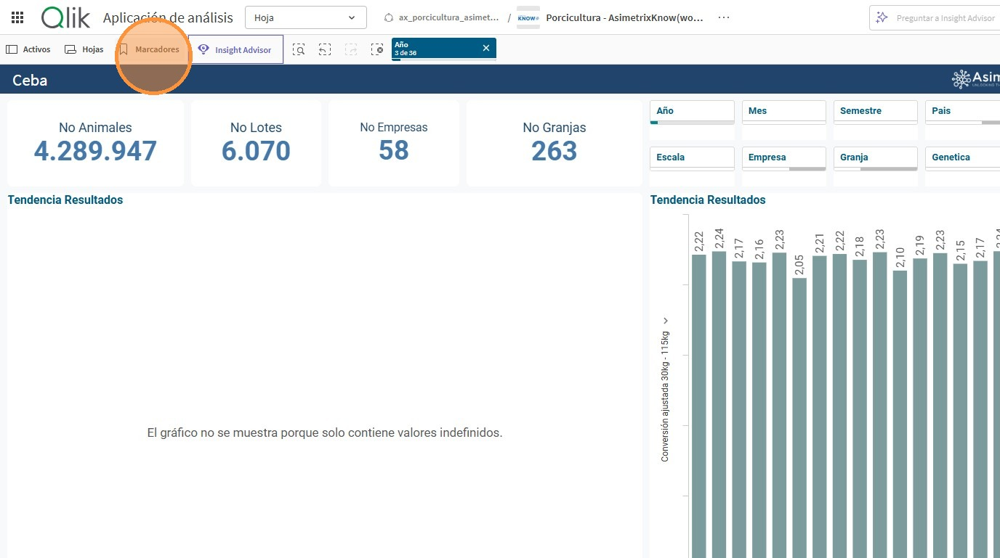 Qlik
Aplicación de análisis
Hoja
ax_porcicultura_asimet...
/
KNOW
Porcicultura - AsimetrixKnow(wo...
...
Preguntar a Insight Advisor
Activos
Hojas
Marcadores
Insight Advisor
Año
3 de 36
Ceba
Asim
UNLOCKING TH
No Animales
4.289.947
No Lotes
6.070
No Empresas
58
No Granjas
263
Año
Mes
Semestre
Pais
Escala
Empresa
Granja
Genetica
Tendencia Resultados
El gráfico no se muestra porque solo contiene valores indefinidos.
Tendencia Resultados
Conversión ajustada 30kg - 115kg
2,22
2,24
2,17
2,16
2,23
2,05
2,21
2,22
2,18
2,23
2,10
2,19
2,23
2,15
2,17